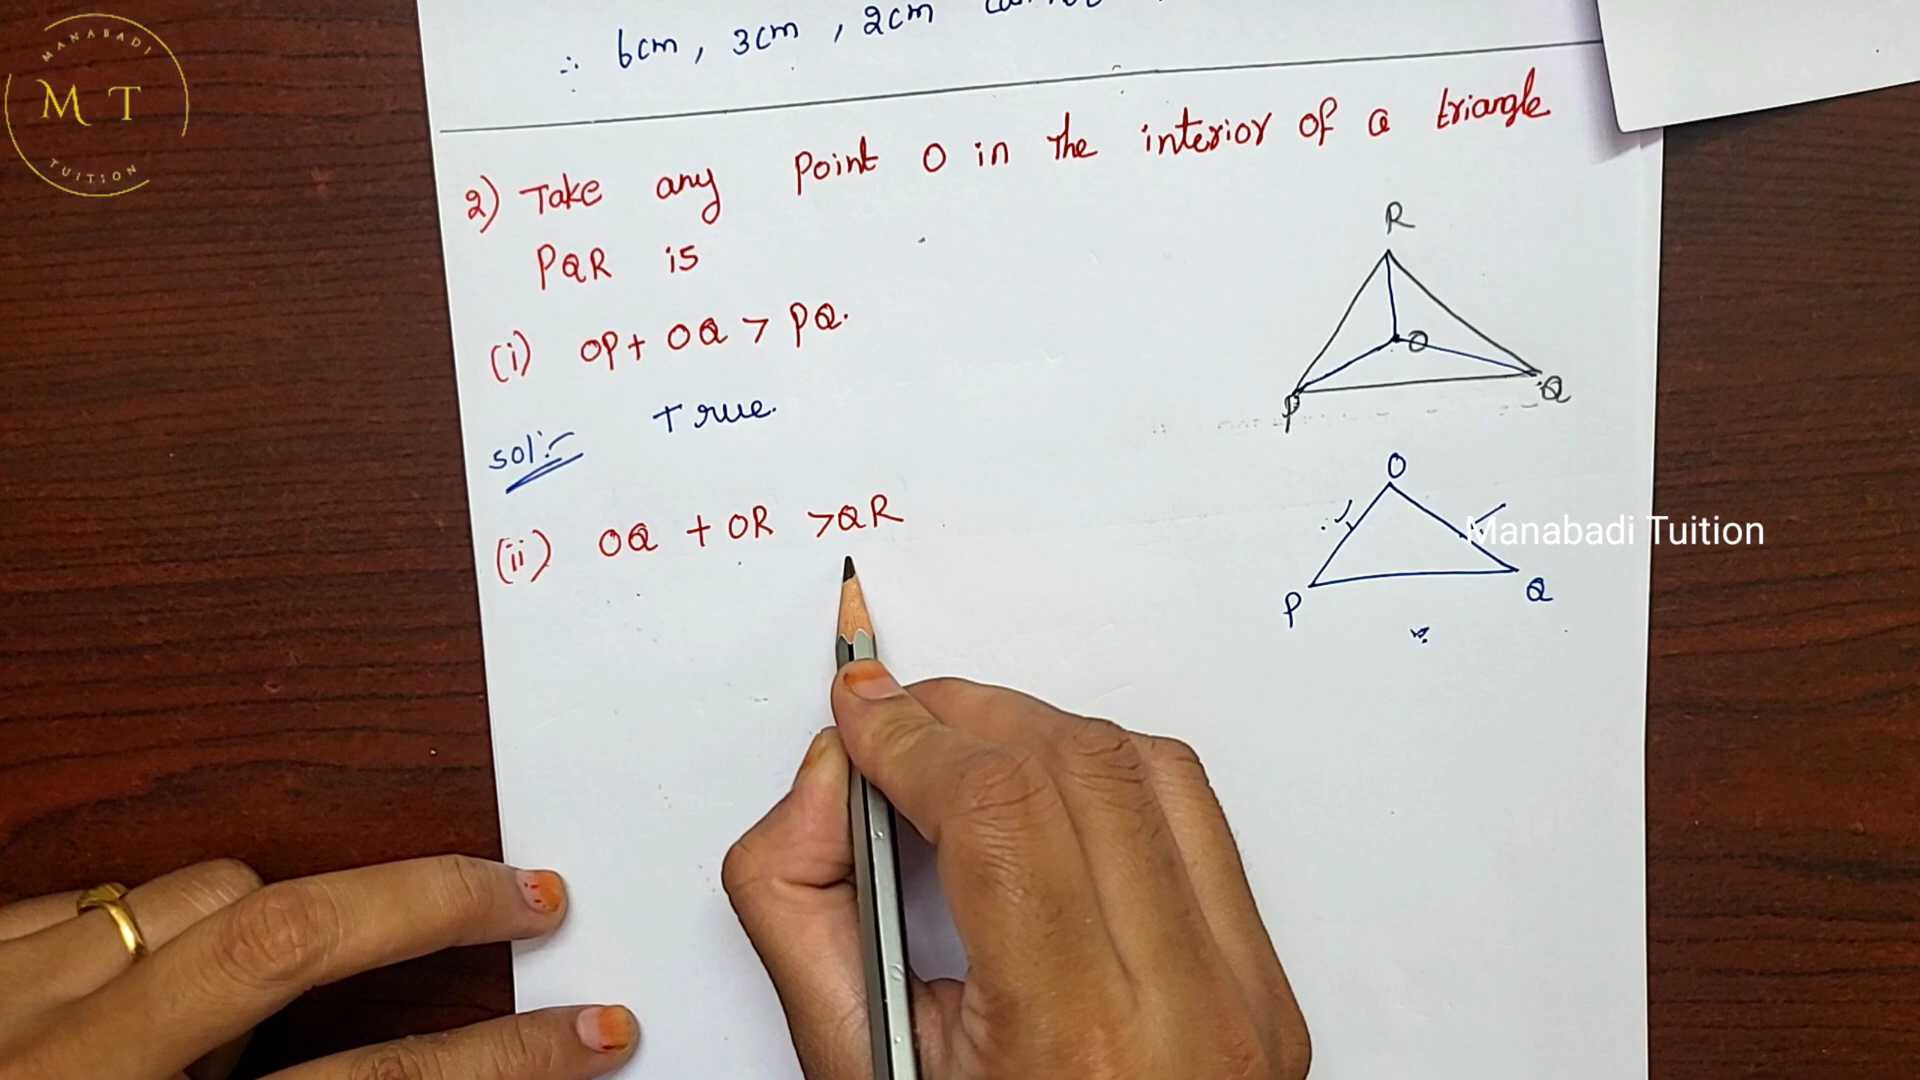 MANABADI
M T
TUITION
∴ 6cm, 3cm, 2cm
2) Take any point O in the interior of a triangle
PQR is
(i) OP + OQ > PQ.
sol:- True.
(ii) OQ + OR > QR
R
O
P
Q
O
P
Q
Manabadi Tuition